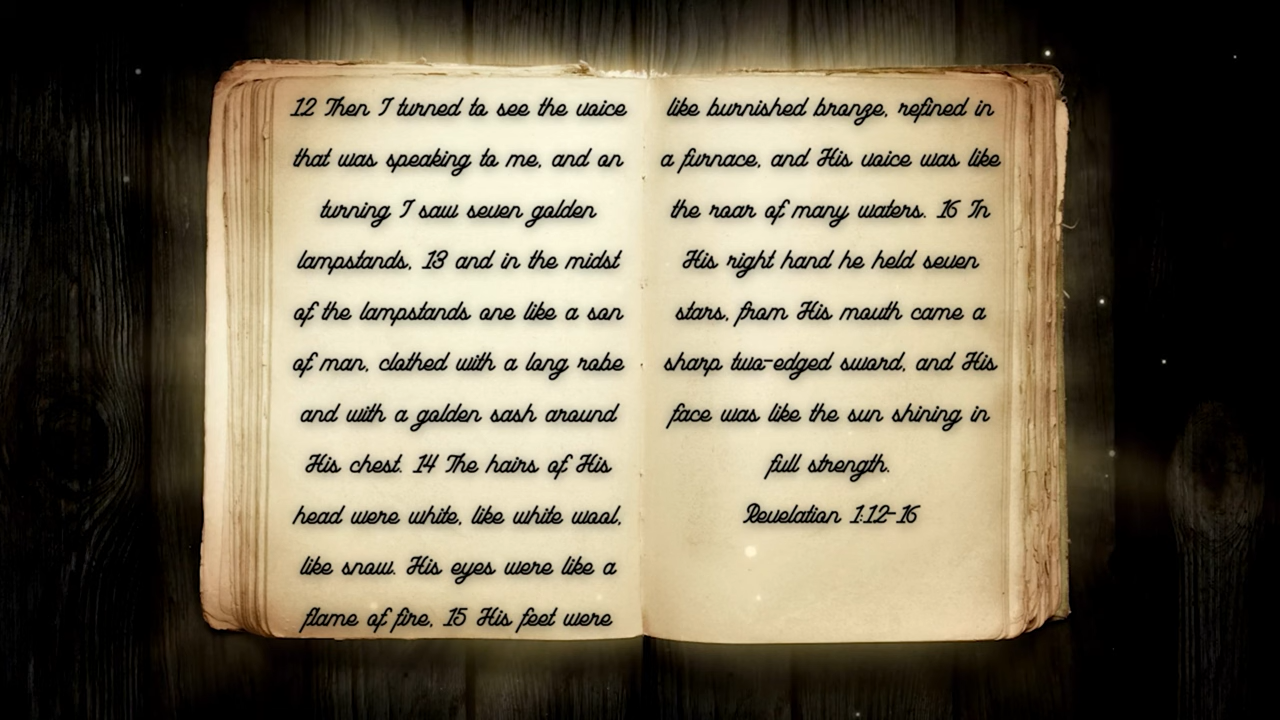 12 Then I turned to see the voice
that was speaking to me, and on
turning I saw seven golden
lampstands, 13 and in the midst
of the lampstands one like a son
of man, clothed with a long robe
and with a golden sash around
His chest. 14 The hairs of His
head were white, like white wool,
like snow. His eyes were like a
flame of fire, 15 His feet were
like burnished bronze, refined in
a furnace, and His voice was like
the roar of many waters. 16 In
His right hand he held seven
stars, from His mouth came a
sharp two-edged sword, and His
face was like the sun shining in
full strength.
Revelation 1:12-16